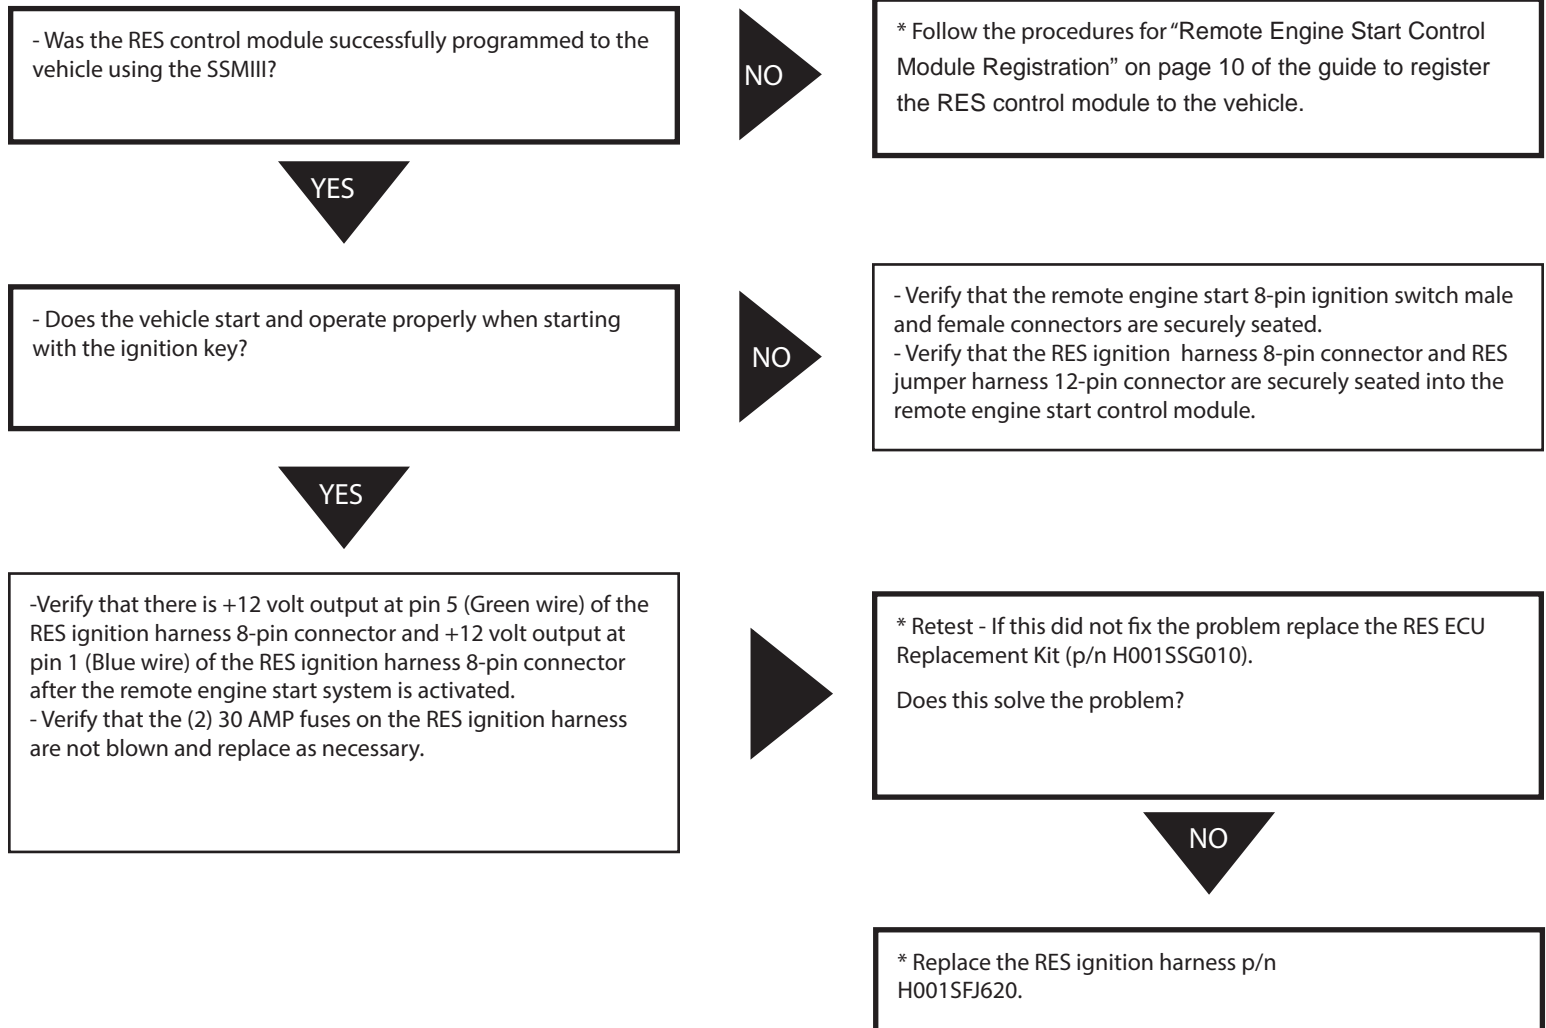 - Was the RES control module successfully programmed to the
vehicle using the SSMIII?
NO
* Follow the procedures for “Remote Engine Start Control
Module Registration” on page 10 of the guide to register
the RES control module to the vehicle.
YES
- Does the vehicle start and operate properly when starting
with the ignition key?
NO
- Verify that the remote engine start 8-pin ignition switch male
and female connectors are securely seated.
- Verify that the RES ignition harness 8-pin connector and RES
jumper harness 12-pin connector are securely seated into the
remote engine start control module.
YES
-Verify that there is +12 volt output at pin 5 (Green wire) of the
RES ignition harness 8-pin connector and +12 volt output at
pin 1 (Blue wire) of the RES ignition harness 8-pin connector
after the remote engine start system is activated.
- Verify that the (2) 30 AMP fuses on the RES ignition harness
are not blown and replace as necessary.
* Retest - If this did not fix the problem replace the RES ECU
Replacement Kit (p/n H001SSG010).
Does this solve the problem?
NO
* Replace the RES ignition harness p/n
H001SFJ620.